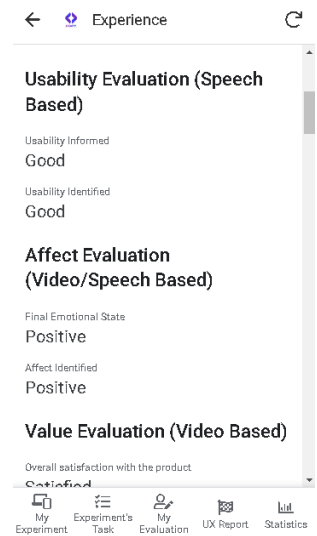 Experience
Usability Evaluation (Speech
Based)
Usability Informed
Good
Usability Identified
Good
Affect Evaluation
(Video/Speech Based)
Final Emotional State
Positive
Affect Identified
Positive
Value Evaluation (Video Based)
Overall satisfaction with the product
Satisfied
My Experiment
Experiment's Task
My Evaluation
UX Report
Statistics